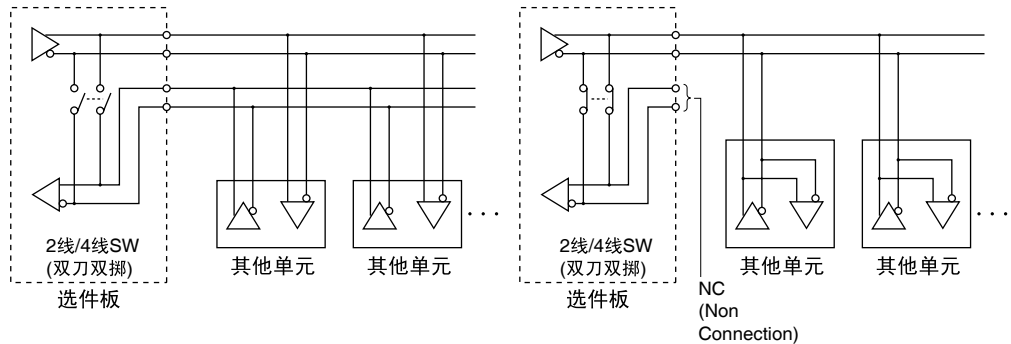 2线/4线SW
(双刀双掷)
选件板
其他单元
其他单元
···
2线/4线SW
(双刀双掷)
选件板
NC
(Non
Connection)
其他单元
其他单元
···